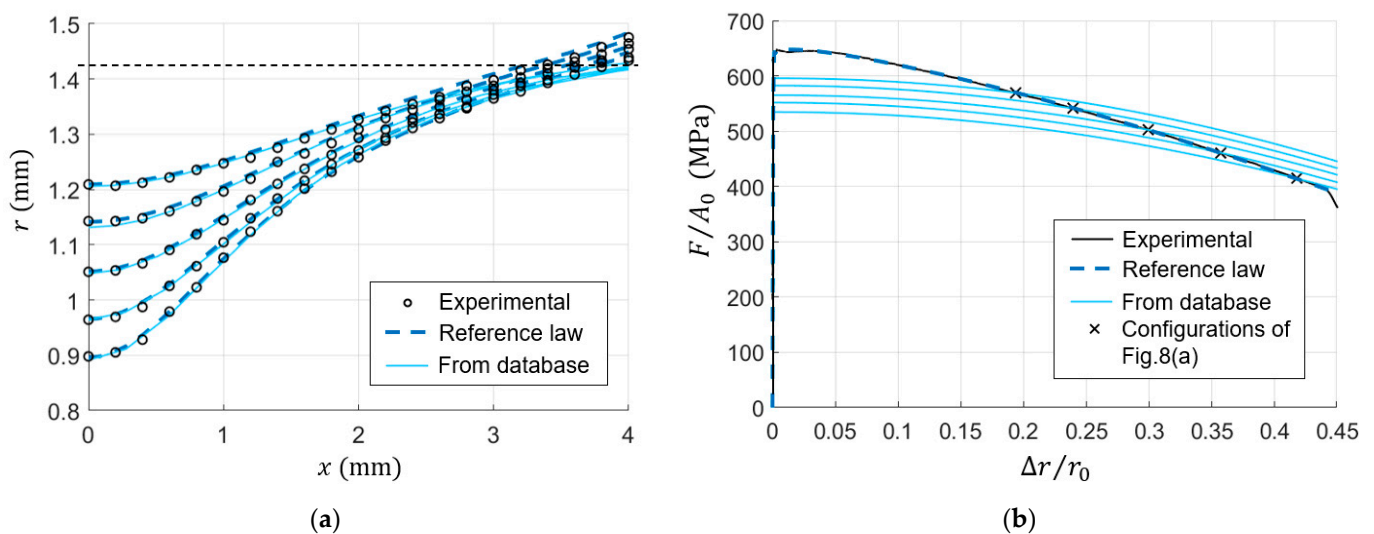 1.5
1.4
1.3
1.2
1.1
1
0.9
0.8
r (mm)
0
1
2
3
4
x (mm)
Experimental
Reference law
From database
(a)
700
600
500
400
300
200
100
0
F/A0 (MPa)
0
0.05
0.1
0.15
0.2
0.25
0.3
0.35
0.4
0.45
Δr/r0
Experimental
Reference law
From database
Configurations of
Fig.8(a)
(b)